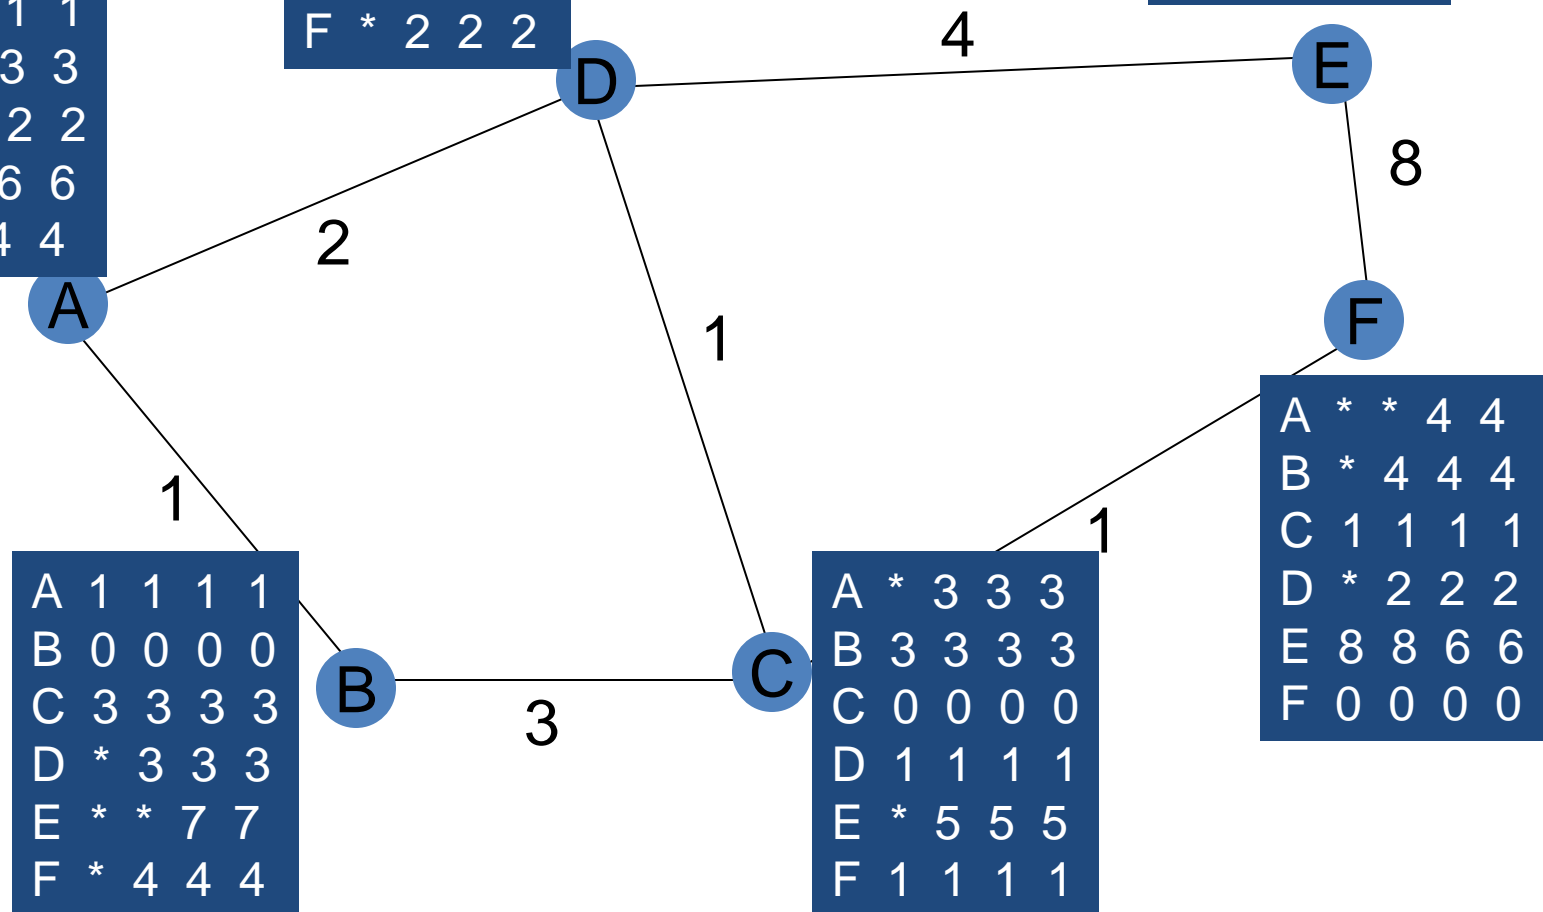 1 1
3 3
2 2
6 6
4 4
F * 2 2 2
D
4
E
8
2
A
1
F
1
1
A * * 4 4
B * 4 4 4
C 1 1 1 1
D * 2 2 2
E 8 8 6 6
F 0 0 0 0
A 1 1 1 1
B 0 0 0 0
C 3 3 3 3
D * 3 3 3
E * * 7 7
F * 4 4 4
B
3
C
A * 3 3 3
B 3 3 3 3
C 0 0 0 0
D 1 1 1 1
E * 5 5 5
F 1 1 1 1